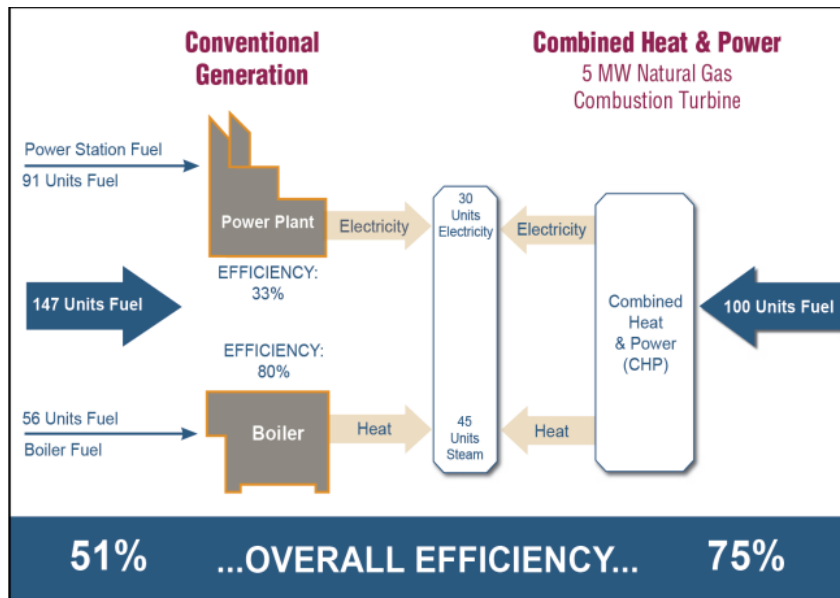 Conventional
Generation
Combined Heat & Power
5 MW Natural Gas
Combustion Turbine
Power Station Fuel
91 Units Fuel
Power Plant
Electricity
30
Units
Electricity
Electricity
EFFICIENCY:
33%
147 Units Fuel
Combined
Heat
& Power
(CHP)
100 Units Fuel
EFFICIENCY:
80%
56 Units Fuel
Boiler Fuel
Boiler
Heat
45
Units
Steam
Heat
51%
...OVERALL EFFICIENCY...
75%